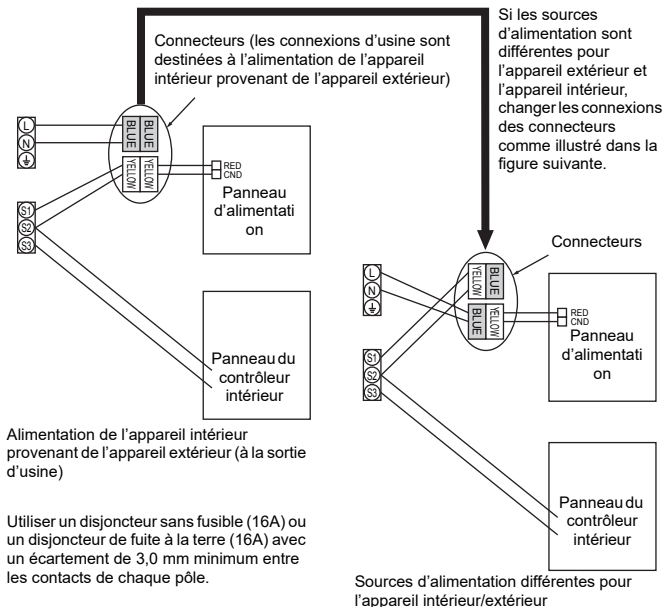 Connecteurs (les connexions d'usine sont
destinées à l'alimentation de l'appareil
intérieur provenant de l'appareil extérieur)
Si les sources
d'alimentation sont
différentes pour
l'appareil extérieur et
l'appareil intérieur,
changer les connexions
des connecteurs
comme illustré dans la
figure suivante.
L
N
BLUE
BLUE
YELLOW
YELLOW
RED
CND
Panneau
d'alimentati
on
S1
S2
S3
Panneau du
contrôleur
intérieur
Alimentation de l'appareil intérieur
provenant de l'appareil extérieur (à la sortie
d'usine)
Utiliser un disjoncteur sans fusible (16A) ou
un disjoncteur de fuite à la terre (16A) avec
un écartement de 3,0 mm minimum entre
les contacts de chaque pôle.
Connecteurs
L
N
YELLOW
BLUE
BLUE
YELLOW
RED
CND
Panneau
d'alimentati
on
S1
S2
S3
Panneau du
contrôleur
intérieur
Sources d'alimentation différentes pour
l'appareil intérieur/extérieur